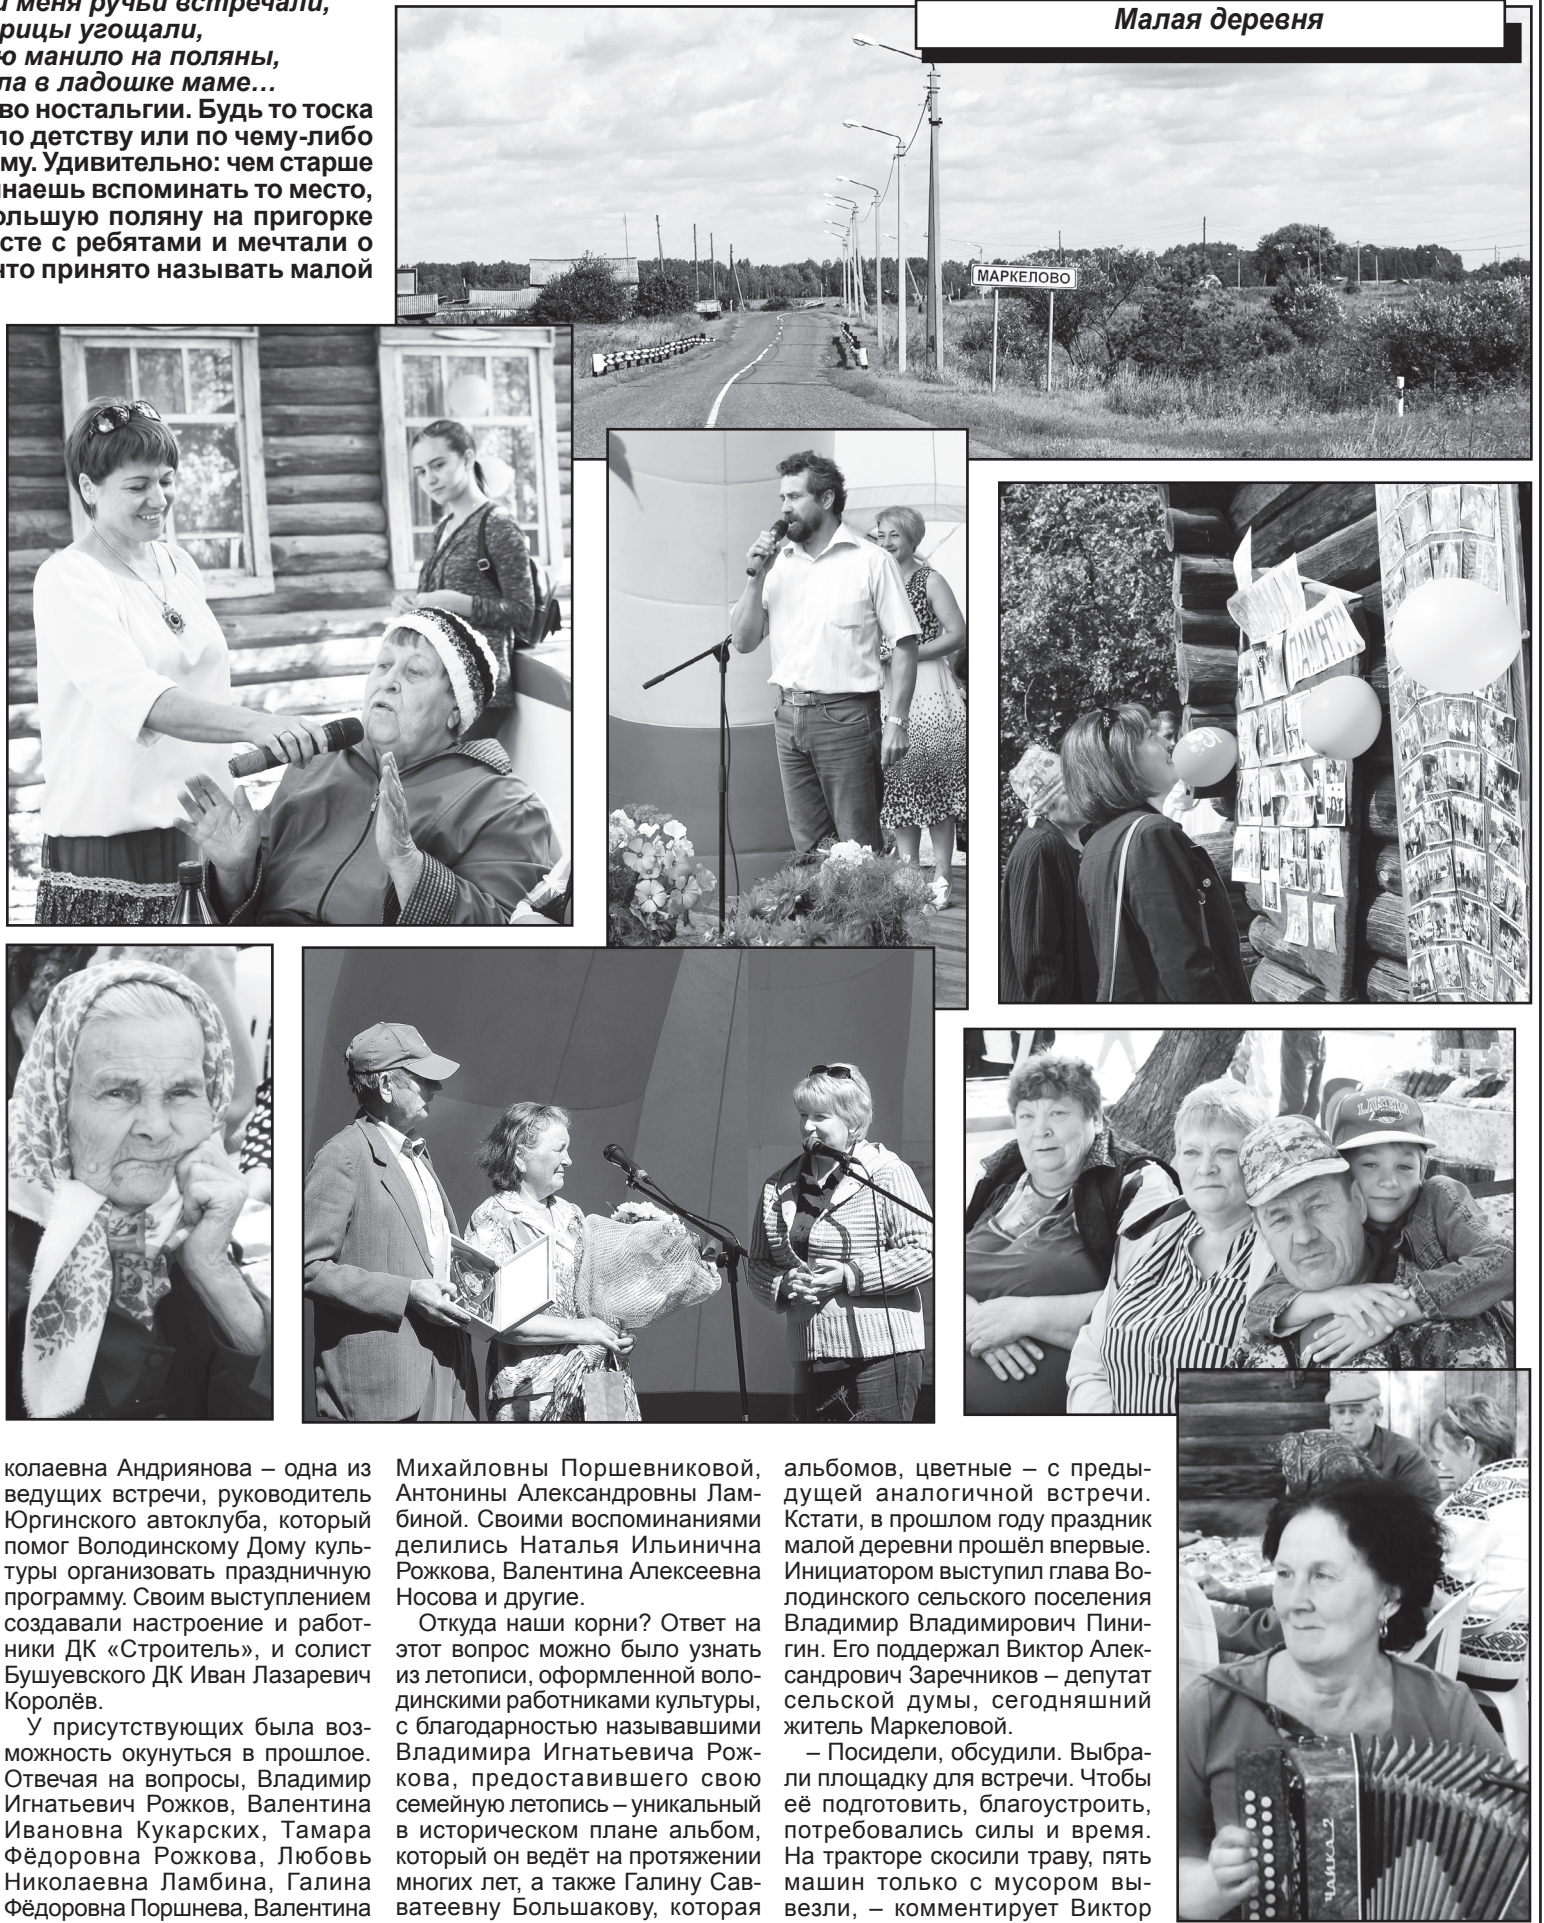 и меня ручьи встречали,
рицы угощали,
ю манило на поляны,
ла в ладошке маме…
во ностальгии. Будь то тоска
по детству или по чему-либо
му. Удивительно: чем старше
наешь вспоминать то место,
ольшую поляну на пригорке
сте с ребятами и мечтали о
что принято называть малой
Малая деревня
МАРКЕЛОВО
ПАМЯТИ
LAKERS
ЧАЙКА 2
колаевна Андриянова – одна из
ведущих встречи, руководитель
Юргинского автоклуба, который
помог Володинскому Дому куль-
туры организовать праздничную
программу. Своим выступлением
создавали настроение и работ-
ники ДК «Строитель», и солист
Бушуевского ДК Иван Лазаревич
Королёв.
У присутствующих была воз-
можность окунуться в прошлое.
Отвечая на вопросы, Владимир
Игнатьевич Рожков, Валентина
Ивановна Кукарских, Тамара
Фёдоровна Рожкова, Любовь
Николаевна Ламбина, Галина
Фёдоровна Поршнева, Валентина
Михайловны Поршевниковой,
Антонины Александровны Лам-
биной. Своими воспоминаниями
делились Наталья Ильинична
Рожкова, Валентина Алексеевна
Носова и другие.
Откуда наши корни? Ответ на
этот вопрос можно было узнать
из летописи, оформленной воло-
динскими работниками культуры,
с благодарностью называвшими
Владимира Игнатьевича Рож-
кова, предоставившего свою
семейную летопись – уникальный
в историческом плане альбом,
который он ведёт на протяжении
многих лет, а также Галину Сав-
ватеевну Большакову, которая
альбомов, цветные – с преды-
дущей аналогичной встречи.
Кстати, в прошлом году праздник
малой деревни прошёл впервые.
Инициатором выступил глава Во-
лодинского сельского поселения
Владимир Владимирович Пини-
гин. Его поддержал Виктор Алек-
сандрович Заречников – депутат
сельской думы, сегодняшний
житель Маркеловой.
– Посидели, обсудили. Выбра-
ли площадку для встречи. Чтобы
её подготовить, благоустроить,
потребовались силы и время.
На тракторе скосили траву, пять
машин только с мусором вы-
везли, – комментирует Виктор